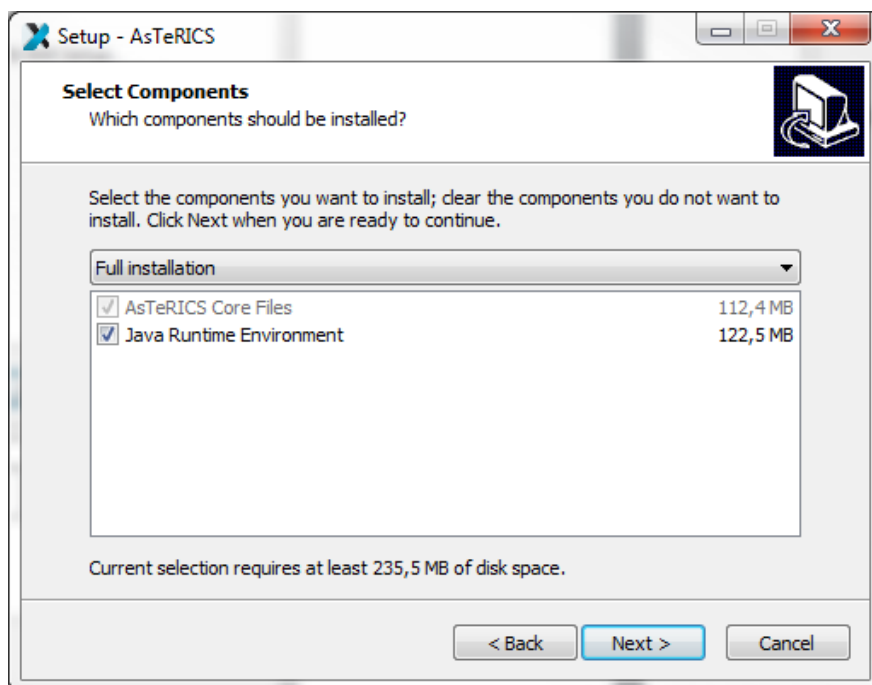 Setup - AsTeRICS
Select Components
Which components should be installed?
Select the components you want to install; clear the components you do not want to
install. Click Next when you are ready to continue.
Full installation
AsTeRICS Core Files 112,4 MB
Java Runtime Environment 122,5 MB
Current selection requires at least 235,5 MB of disk space.
< Back Next > Cancel